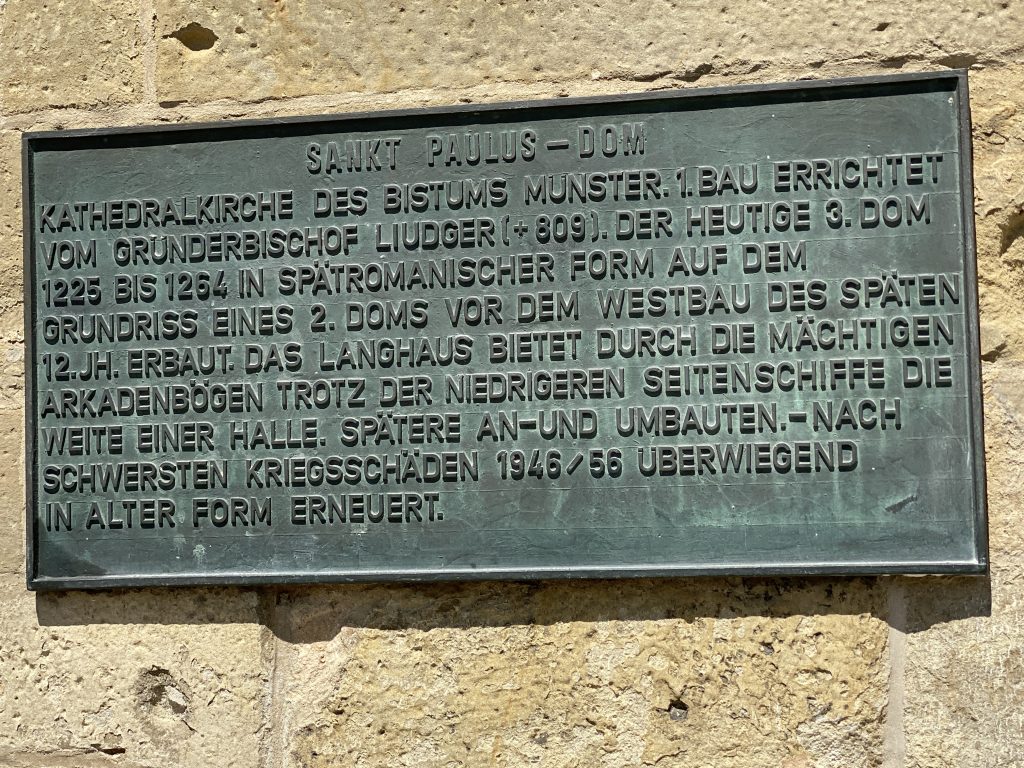 SANKT PAULUS – DOM
KATHEDRALKIRCHE DES BISTUMS MÜNSTER. 1. BAU ERRICHTET
VOM GRÜNDERBISCHOF LIUDGER (+ 809). DER HEUTIGE 3. DOM
1225 BIS 1264 IN SPÄTROMANISCHER FORM AUF DEM
GRUNDRISS EINES 2. DOMS VOR DEM WESTBAU DES SPÄTEN
12. JH. ERBAUT. DAS LANGHAUS BIETET DURCH DIE MÄCHTIGEN
ARKADENBÖGEN TROTZ DER NIEDRIGEREN SEITENSCHIFFE DIE
WEITE EINER HALLE. SPÄTERE AN-UND UMBAUTEN. – NACH
SCHWERSTEN KRIEGSSCHÄDEN 1946/56 ÜBERWIEGEND
IN ALTER FORM ERNEUERT.